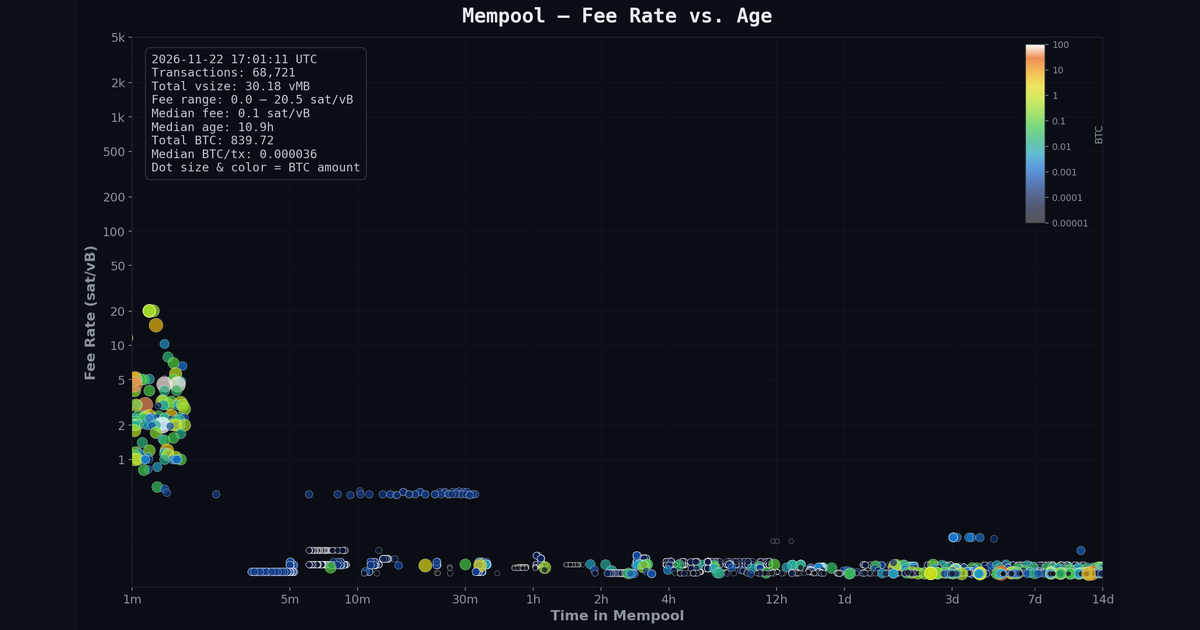 Mempool — Fee Rate vs. Age
2026-11-22 17:01:11 UTC
Transactions: 68,721
Total vsize: 30.18 vMB
Fee range: 0.0 – 20.5 sat/vB
Median fee: 0.1 sat/vB
Median age: 10.9h
Total BTC: 839.72
Median BTC/tx: 0.000036
Dot size & color = BTC amount
100
10
1
0.1
0.01
0.001
0.0001
0.00001
BTC
Fee Rate (sat/vB)
5k
2k
1k
500
200
100
50
20
10
5
2
1
1m
5m
10m
30m
1h
2h
4h
12h
1d
3d
7d
14d
Time in Mempool